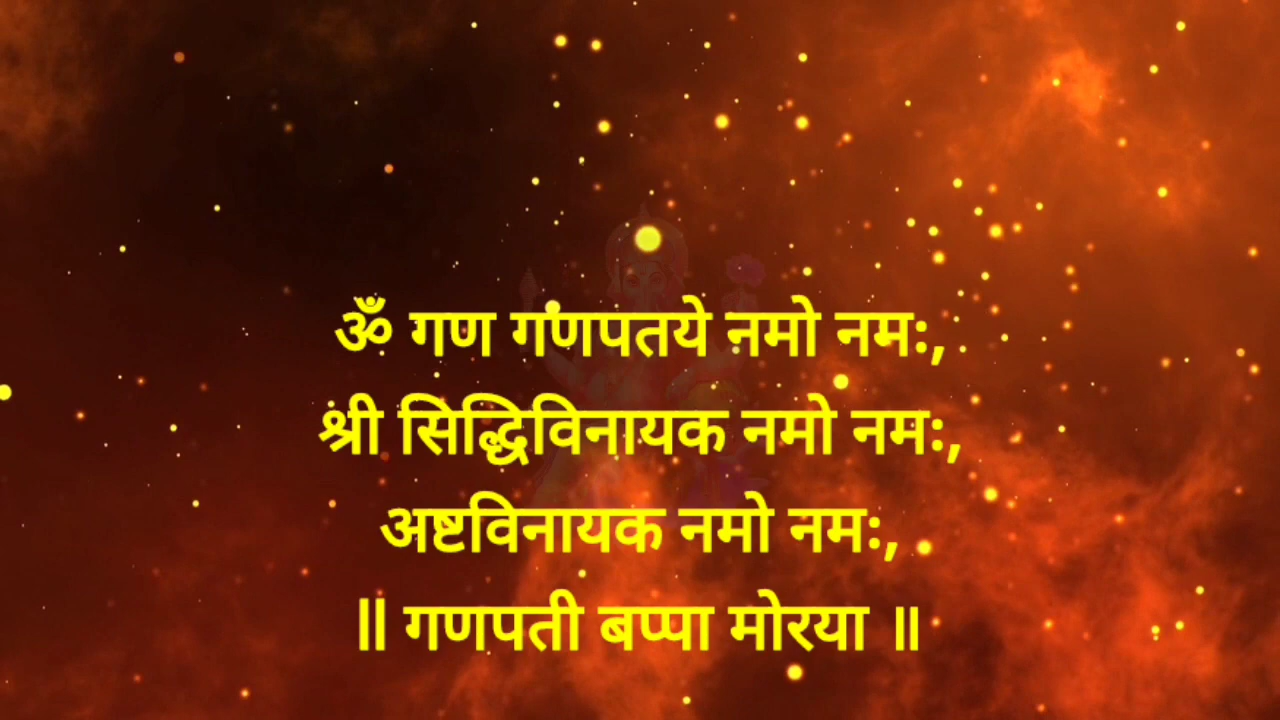 ॐ गण गणपतये नमो नमः,
श्री सिद्धिविनायक नमो नमः,
अष्टविनायक नमो नमः,
॥ गणपती बप्पा मोरया ॥